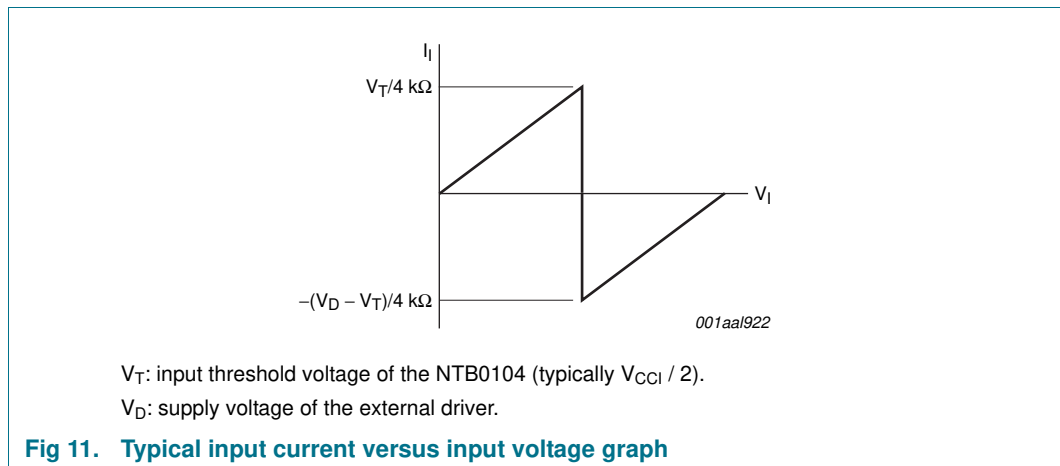 I_I
V_T/4 kΩ
V_I
−(V_D − V_T)/4 kΩ
001aal922
V_T: input threshold voltage of the NTB0104 (typically V_CCI / 2).
V_D: supply voltage of the external driver.
Fig 11. Typical input current versus input voltage graph